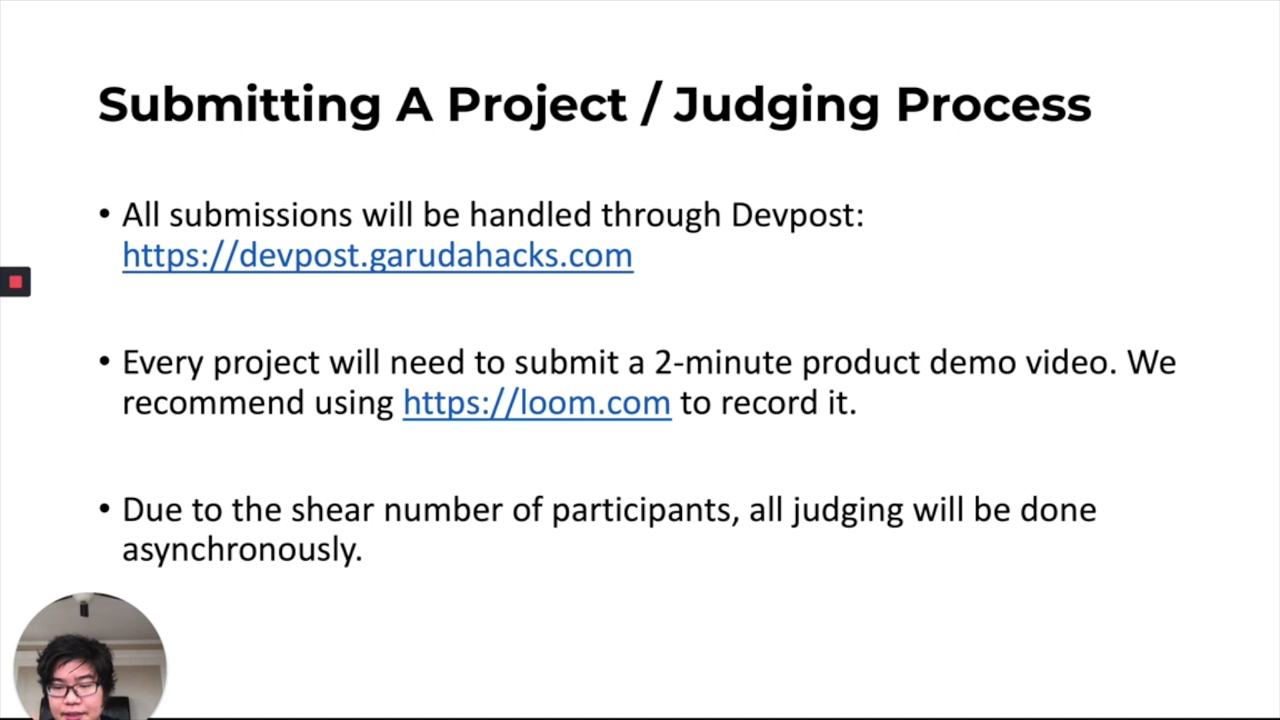 Submitting A Project / Judging Process
• All submissions will be handled through Devpost:
https://devpost.garudahacks.com
• Every project will need to submit a 2-minute product demo video. We
recommend using https://loom.com to record it.
• Due to the shear number of participants, all judging will be done
asynchronously.